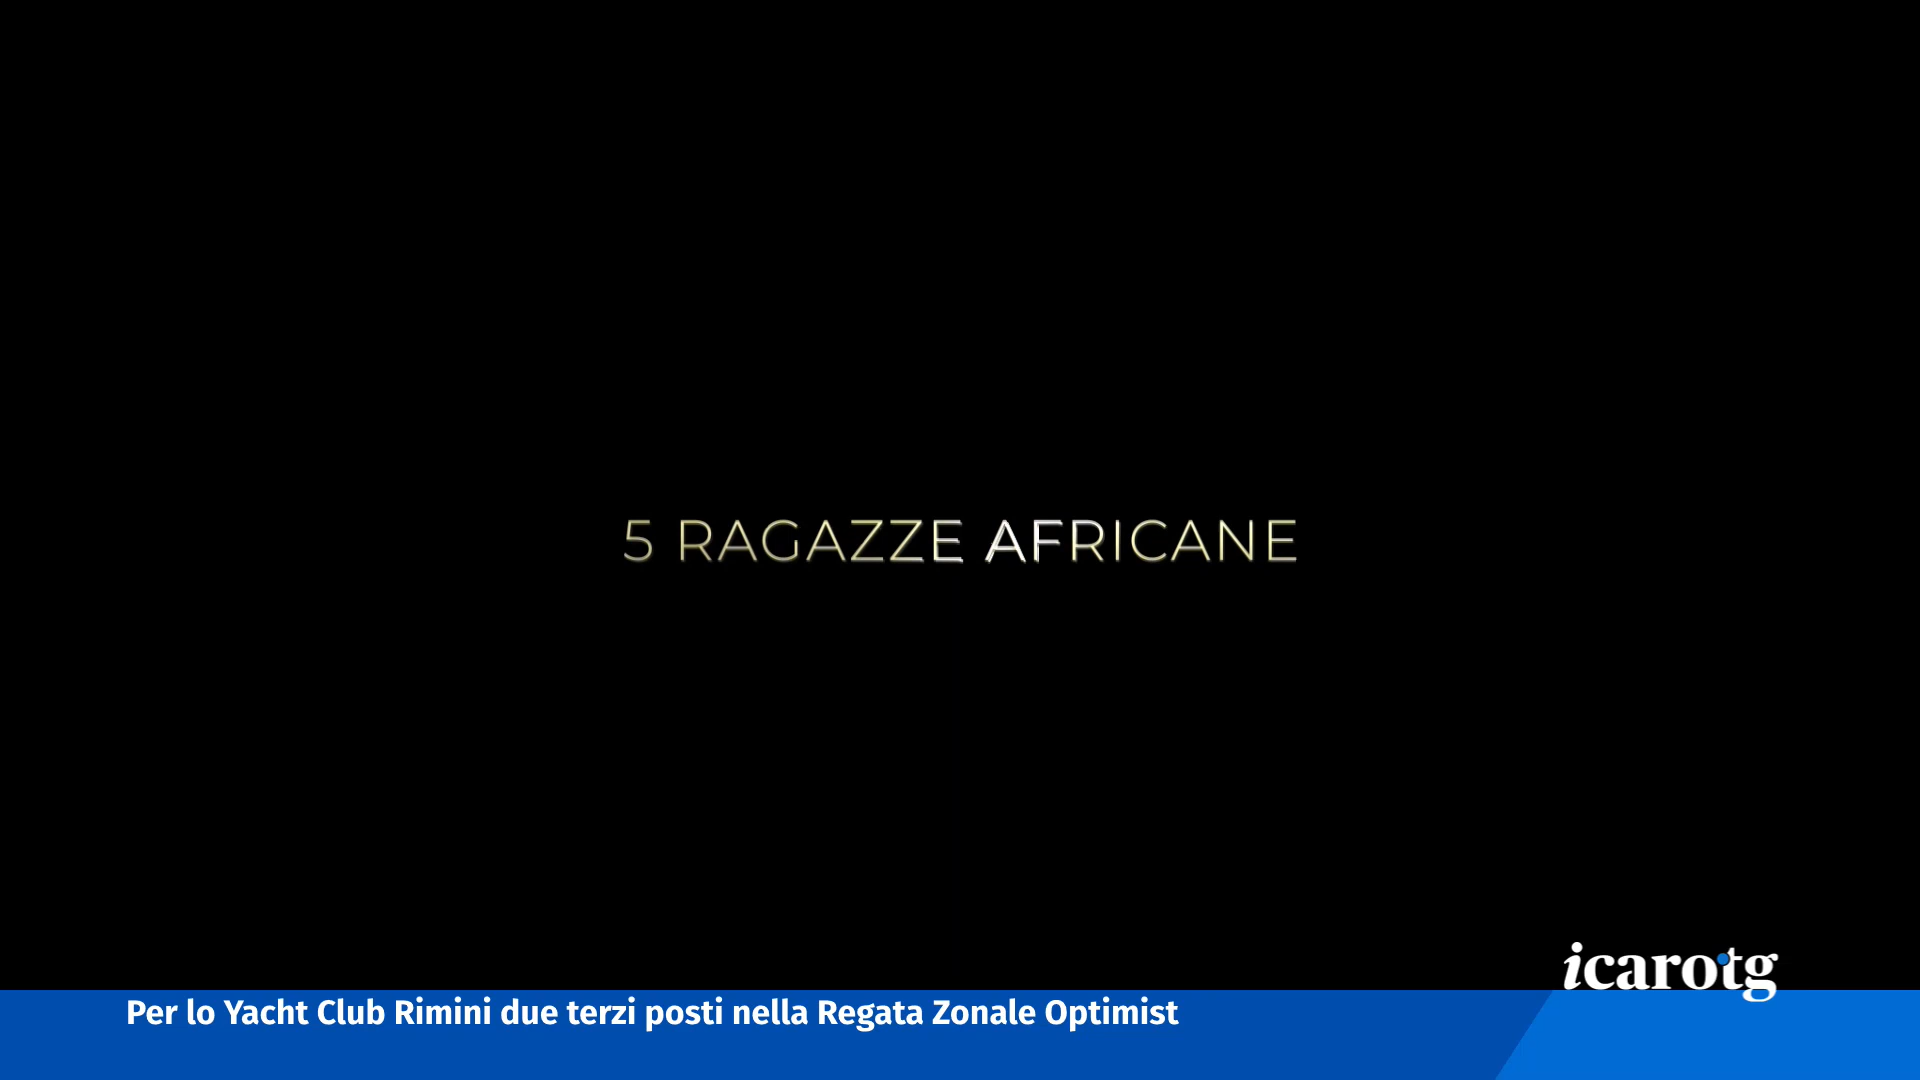 5 RAGAZZE AFRICANE
icarotg
Per lo Yacht Club Rimini due terzi posti nella Regata Zonale Optimist